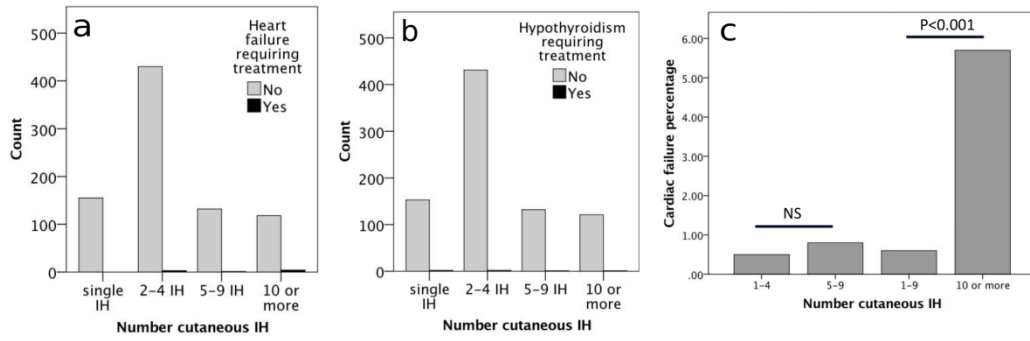 a
Heart
failure
requiring
treatment
No
Yes
500
400
300
200
100
0
Count
single
IH
2-4 IH
5-9 IH
10 or
more
Number cutaneous IH
b
Hypothyroidism
requiring
treatment
No
Yes
500
400
300
200
100
0
Count
single
IH
2-4 IH
5-9 IH
10 or
more
Number cutaneous IH
c
P<0.001
NS
6.00
5.00
4.00
3.00
2.00
1.00
.00
Cardiac failure percentage
1-4
5-9
1-9
10 or more
Number cutaneous IH